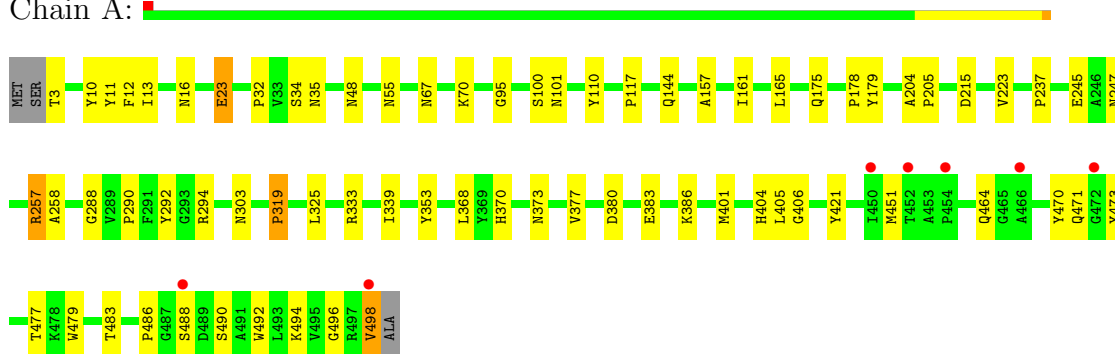 Chain A:
MET SER T3 Y10 Y11 F12 I13 N16 E23 P32 V33 S34 N35 N48 N55 N67 K70 G95 S100 N101 Y110 P117 Q144 A157 I161 L165 Q175 P178 Y179 A204 P205 D215 V223 P237 E245 A246 N247
R257 A258 G288 V289 P290 F291 Y292 G293 R294 N303 P319 L325 R333 I339 Y353 L368 Y369 H370 N373 V377 D380 E383 K386 M401 H404 L405 G406 Y421 I450 M451 T452 A453 P454 Q464 G465 A466 Y470 Q471 G472 Y473
T477 K478 W479 T483 P486 G487 S488 D489 S490 A491 W492 L493 K494 V495 G496 R497 V498 ALA